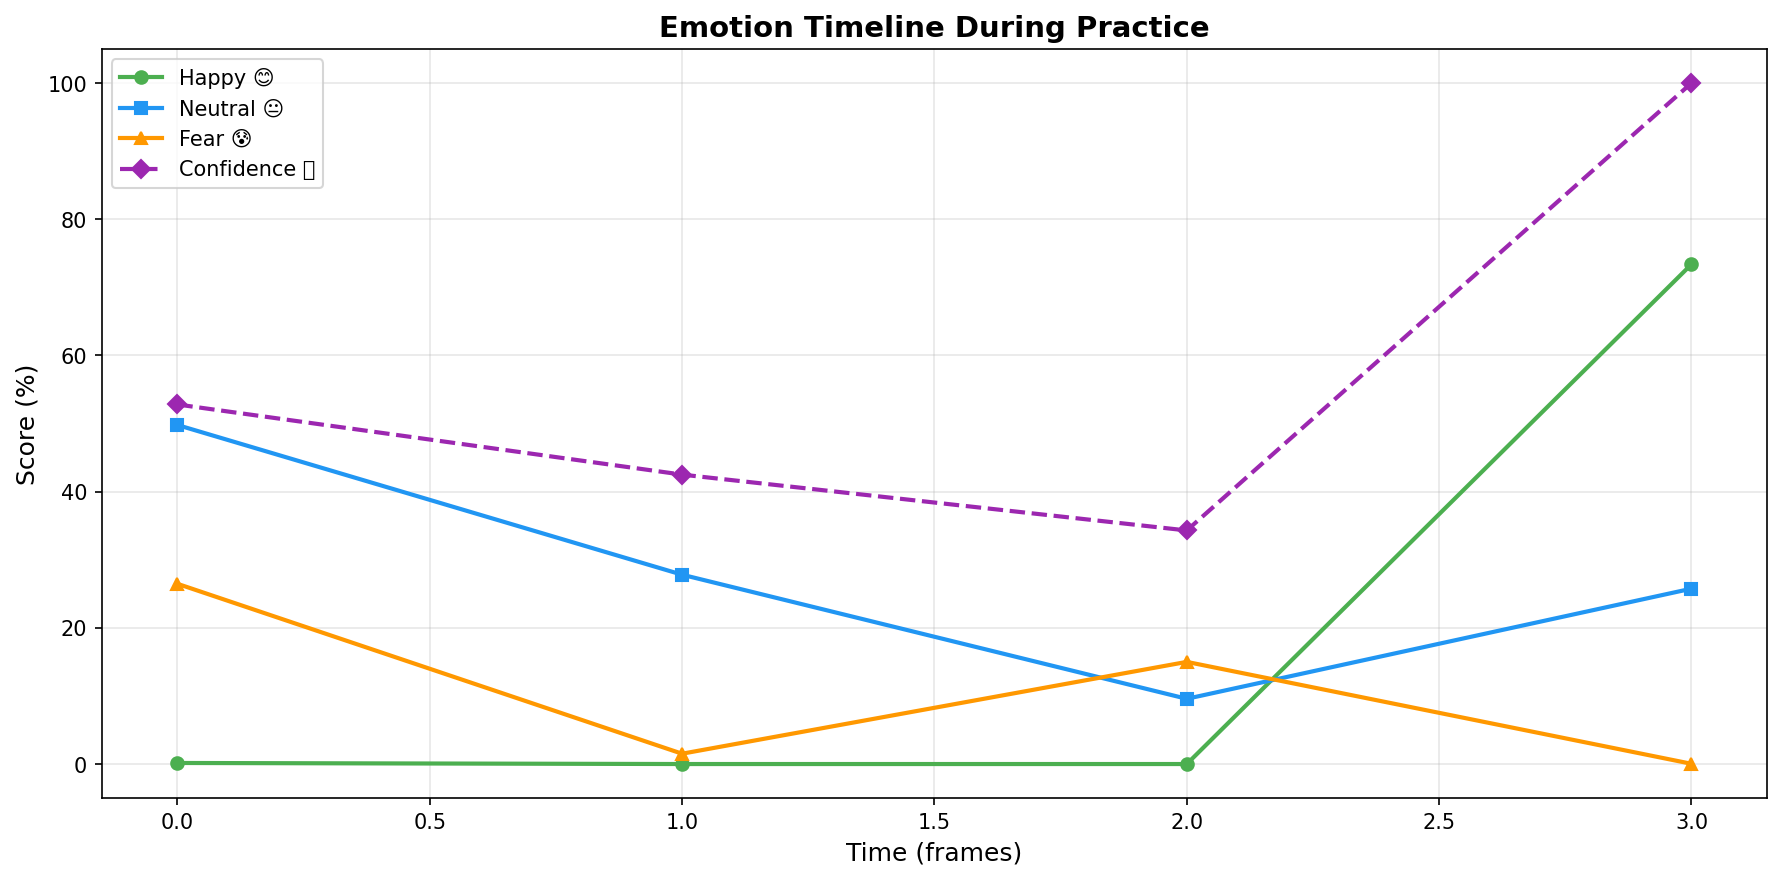 Emotion Timeline During Practice
Happy 😊
Neutral 😐
Fear 😰
Confidence
Score (%)
100
80
60
40
20
0
0.0 0.5 1.0 1.5 2.0 2.5 3.0
Time (frames)